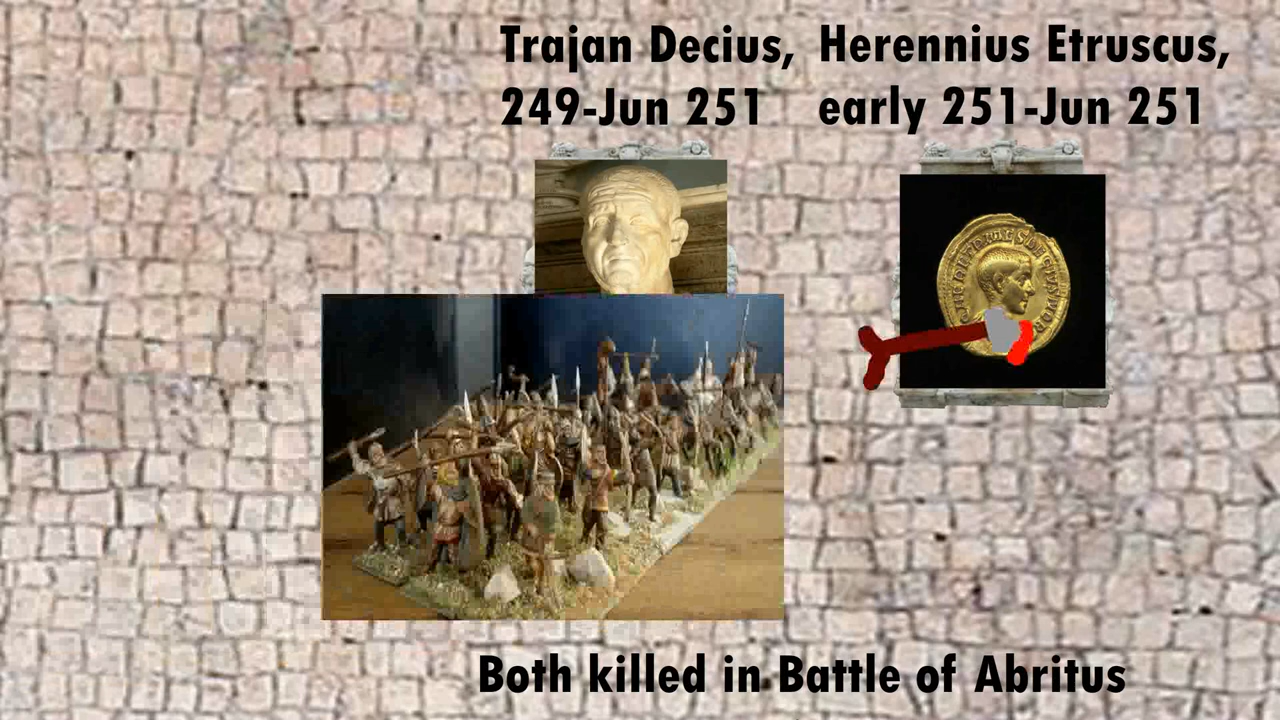 Trajan Decius,
249-Jun 251
Herennius Etruscus,
early 251-Jun 251
Both killed in Battle of Abritus